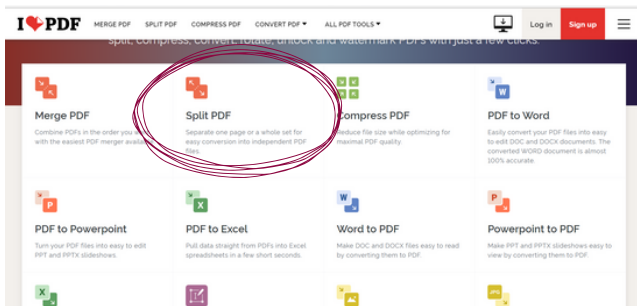 I PDF MERGE PDF SPLIT PDF COMPRESS PDF CONVERT PDF ALL PDF TOOLS Log in Sign up
split, compress, convert, rotate, unlock and watermark PDFs with just a few clicks.
Merge PDF
Combine PDFs in the order you
with the easiest PDF merger
Split PDF
Separate one page or a whole set for
easy conversion into independent PDF
files.
Compress PDF
Reduce file size while optimizing for
maximal PDF quality.
PDF to Word
W
Easily convert your PDF files into easy
to edit DOC and DOCX documents. The
converted WORD document is almost
100% accurate.
P
PDF to Powerpoint
Turn your PDF files into easy to edit
PPT and PPTX slideshows.
X
PDF to Excel
Pull data straight from PDFs into Excel
spreadsheets in a few short seconds.
W
Word to PDF
Make DOC and DOCX files easy to read
by converting them to PDF.
P
Powerpoint to PDF
Make PPT and PPTX slideshows easy to
view by converting them to PDF.
X